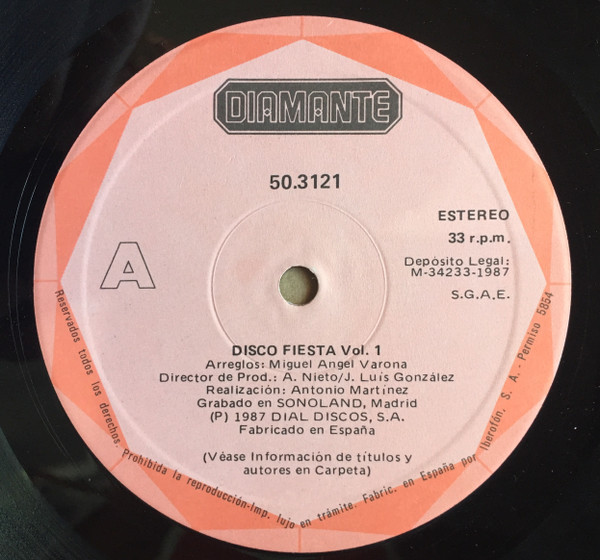 DIAMANTE
50.3121
ESTEREO
33 r.p.m.
A
Depósito Legal:
M-34233-1987
S.G.A.E.
DISCO FIESTA Vol. 1
Arreglos: Miguel Angel Varona
Director de Prod.: A. Nieto/J. Luís González
Realización: Antonio Martínez
Grabado en SONOLAND, Madrid
(P) 1987 DIAL DISCOS, S.A.
Fabricado en España
(Véase Información de títulos y
autores en Carpeta)
Reservados todos los derechos. Prohibida la reproducción-Imp. lujo en trámite. Fabric. en España por Iberofón, S. A. - Permiso 5854